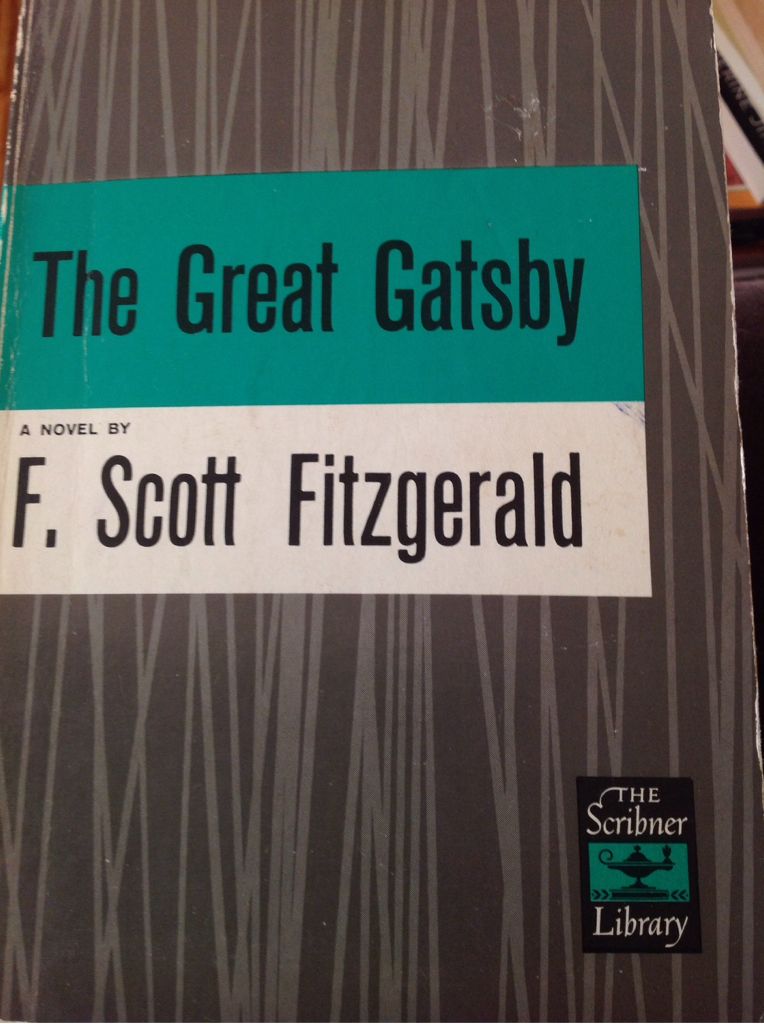 The Great Gatsby
A NOVEL BY
F. Scott Fitzgerald
THE
Scribner
Library